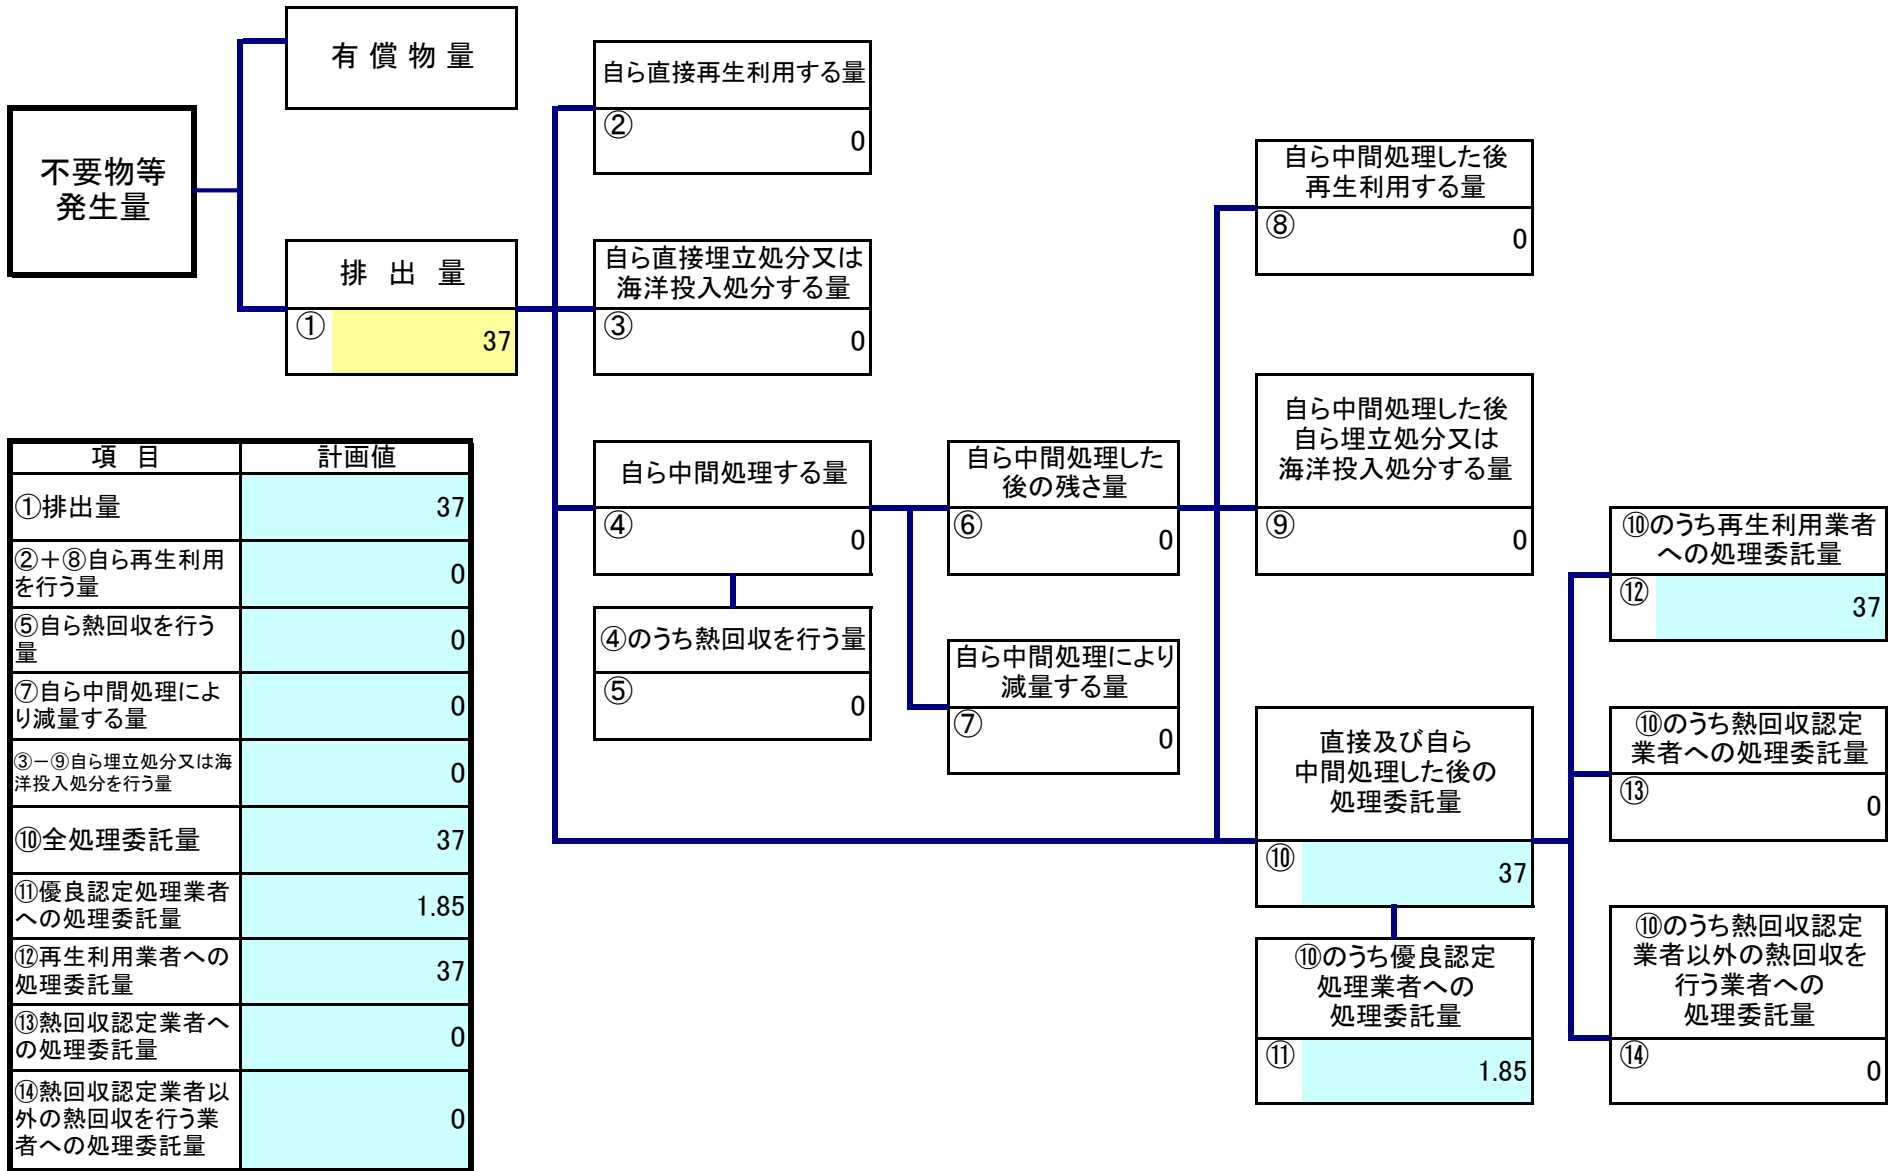 有 償 物 量
不要物等
発生量
排 出 量
①
37
自ら直接再生利用する量
②
0
自ら直接埋立処分又は
海洋投入処分する量
③
0
自ら中間処理する量
④
0
④のうち熱回収を行う量
⑤
0
自ら中間処理した
後の残さ量
⑥
0
自ら中間処理により
減量する量
⑦
0
自ら中間処理した後
再生利用する量
⑧
0
自ら中間処理した後
自ら埋立処分又は
海洋投入処分する量
⑨
0
直接及び自ら
中間処理した後の
処理委託量
⑩
37
⑩のうち優良認定
処理業者への
処理委託量
⑪
1.85
⑩のうち再生利用業者
への処理委託量
⑫
37
⑩のうち熱回収認定
業者への処理委託量
⑬
0
⑩のうち熱回収認定
業者以外の熱回収を
行う業者への
処理委託量
⑭
0
項 目 計画値
①排出量 37
②＋⑧自ら再生利用
を行う量
0
⑤自ら熱回収を行う
量
0
⑦自ら中間処理によ
り減量する量
0
③－⑨自ら埋立処分又は海
洋投入処分を行う量
0
⑩全処理委託量 37
⑪優良認定処理業者
への処理委託量
1.85
⑫再生利用業者への
処理委託量
37
⑬熱回収認定業者へ
の処理委託量
0
⑭熱回収認定業者以
外の熱回収を行う業
者への処理委託量
0